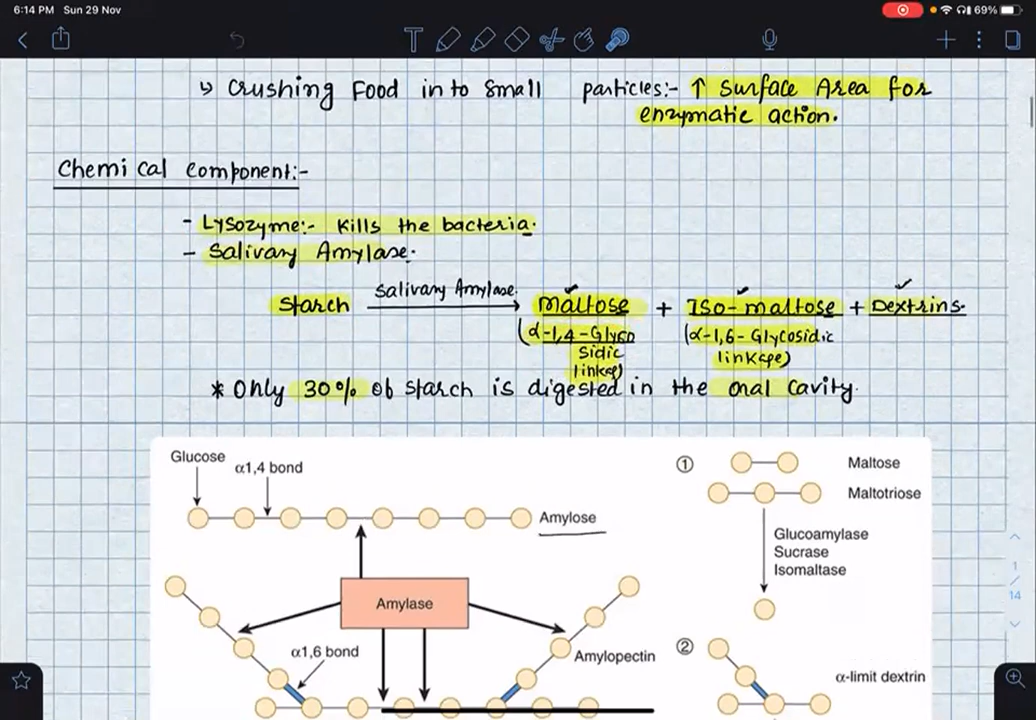 6:14 PM Sun 29 Nov
69%
↳ Crushing Food in to Small particles:- ↑ Surface Area for
enzymatic action.
Chemical component:-
- Lysozyme:- kills the bacteria.
- Salivary Amylase.
Starch Salivary Amylase. Maltose + Iso-maltose + Dextrins.
(α-1,4-Glyco (α-1,6-Glycosidic
sidic linkage)
linkage)
* Only 30% of starch is digested in the oral cavity.
Glucose α1,4 bond
Amylose
Amylase
α1,6 bond
Amylopectin
1 Maltose
Maltotriose
Glucoamylase
Sucrase
Isomaltase
2 α-limit dextrin
1
/
14